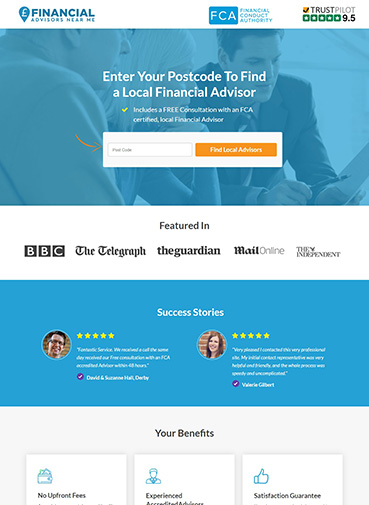 £ FINANCIAL
ADVISORS NEAR ME
FCA FINANCIAL
CONDUCT
AUTHORITY
TRUSTPILOT
9.5
Enter Your Postcode To Find
a Local Financial Advisor
Includes a FREE Consultation with an FCA
certified, local Financial Advisor
Post Code
Find Local Advisors
Featured In
BBC
The Telegraph
theguardian
Mail Online
THE INDEPENDENT
Success Stories
"Fantastic Service. We received a call the same
day received our free consultation with an FCA
accredited Advisor within 48 hours."
David & Suzanne Hall, Derby
"Very pleased I contacted this very professional
site. My initial contact representative was very
helpful and friendly, and the whole process was
speedy and uncomplicated."
Valerie Gilbert
Your Benefits
No Upfront Fees
Experienced
Accredited Advisors
Satisfaction Guarantee